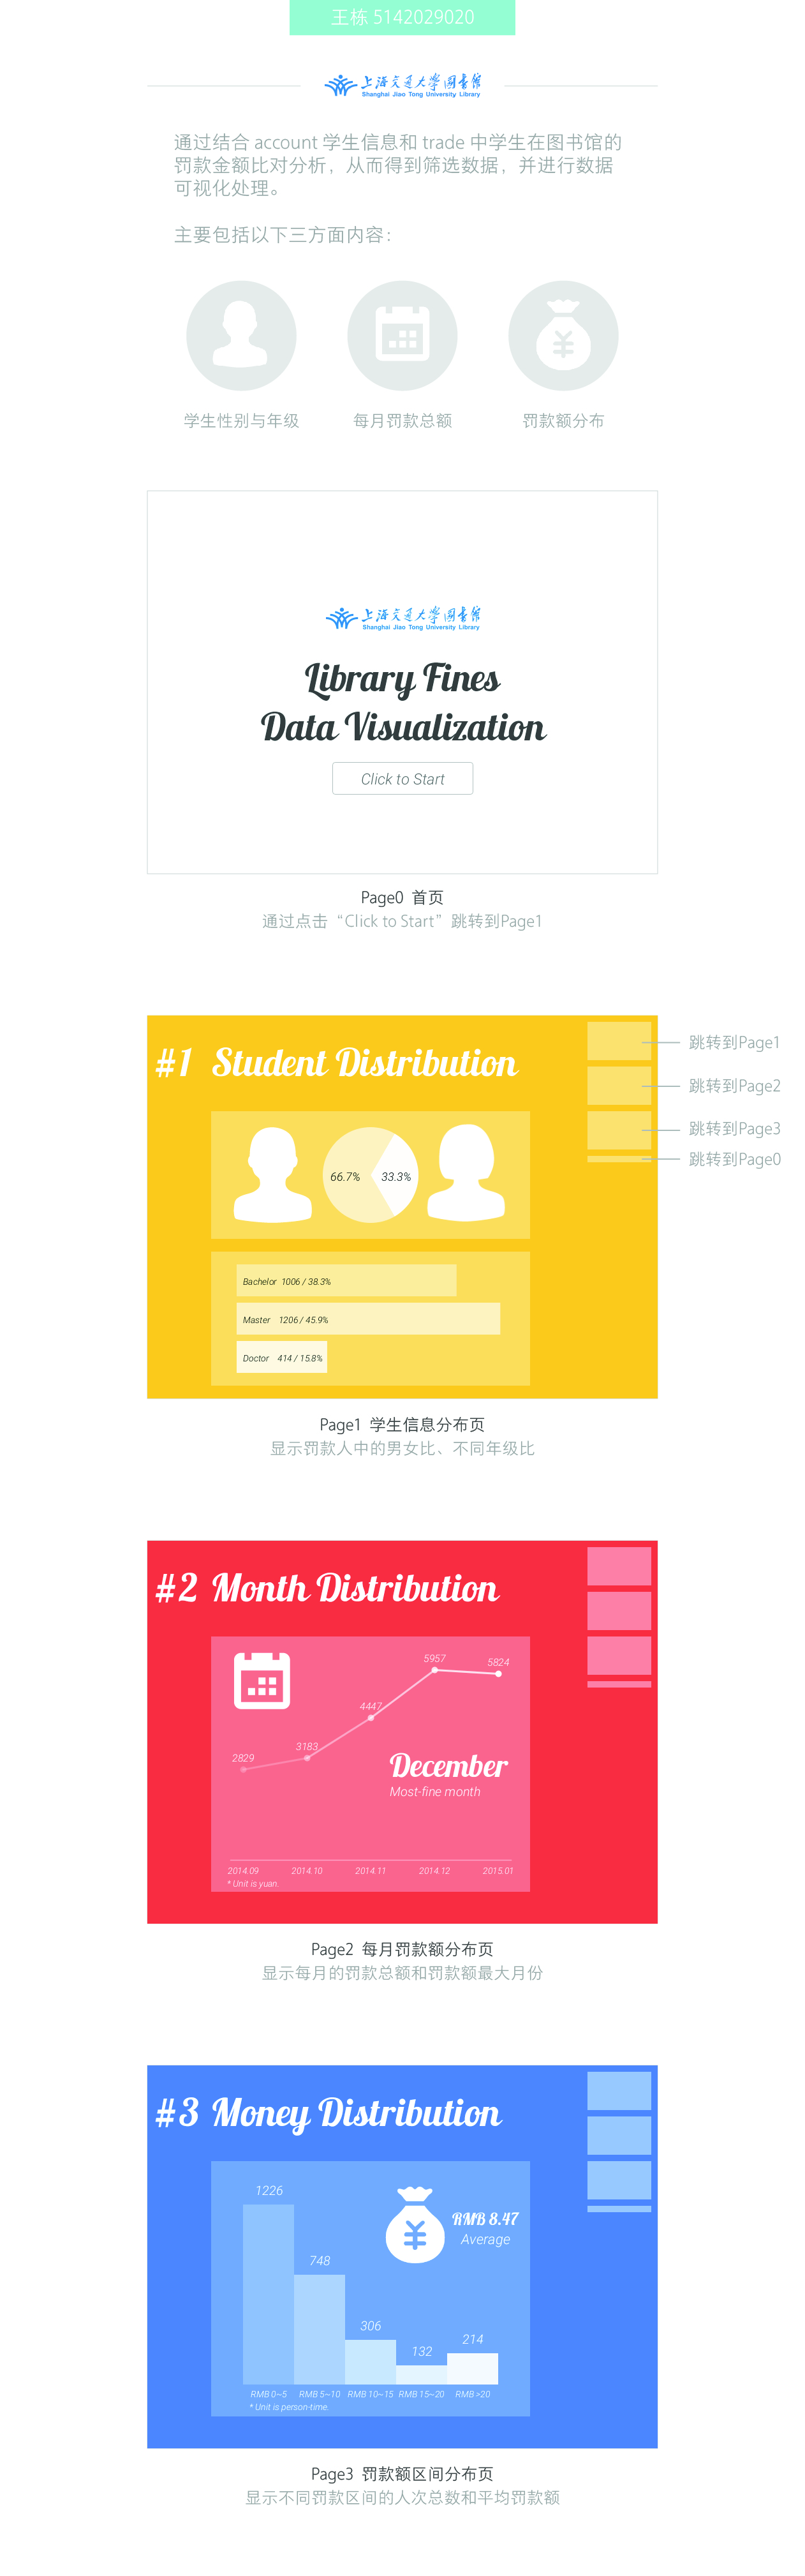 王栋 5142029020
上海交通大学图书馆
Shanghai Jiao Tong University Library
通过结合 account 学生信息和 trade 中学生在图书馆的
罚款金额比对分析，从而得到筛选数据，并进行数据
可视化处理。
主要包括以下三方面内容：
学生性别与年级
每月罚款总额
罚款额分布
上海交通大学图书馆
Shanghai Jiao Tong University Library
Library Fines
Data Visualization
Click to Start
Page0 首页
通过点击“Click to Start”跳转到Page1
#1 Student Distribution
跳转到Page1
跳转到Page2
跳转到Page3
跳转到Page0
66.7%
33.3%
Bachelor 1006 / 38.3%
Master 1206 / 45.9%
Doctor 414 / 15.8%
Page1 学生信息分布页
显示罚款人中的男女比、不同年级比
#2 Month Distribution
2829
3183
4447
5957
5824
December
Most-fine month
2014.09
2014.10
2014.11
2014.12
2015.01
* Unit is yuan.
Page2 每月罚款额分布页
显示每月的罚款总额和罚款额最大月份
#3 Money Distribution
1226
748
306
132
214
¥
RMB 8.47
Average
RMB 0~5
RMB 5~10
RMB 10~15
RMB 15~20
RMB >20
* Unit is person-time.
Page3 罚款额区间分布页
显示不同罚款区间的人次总数和平均罚款额